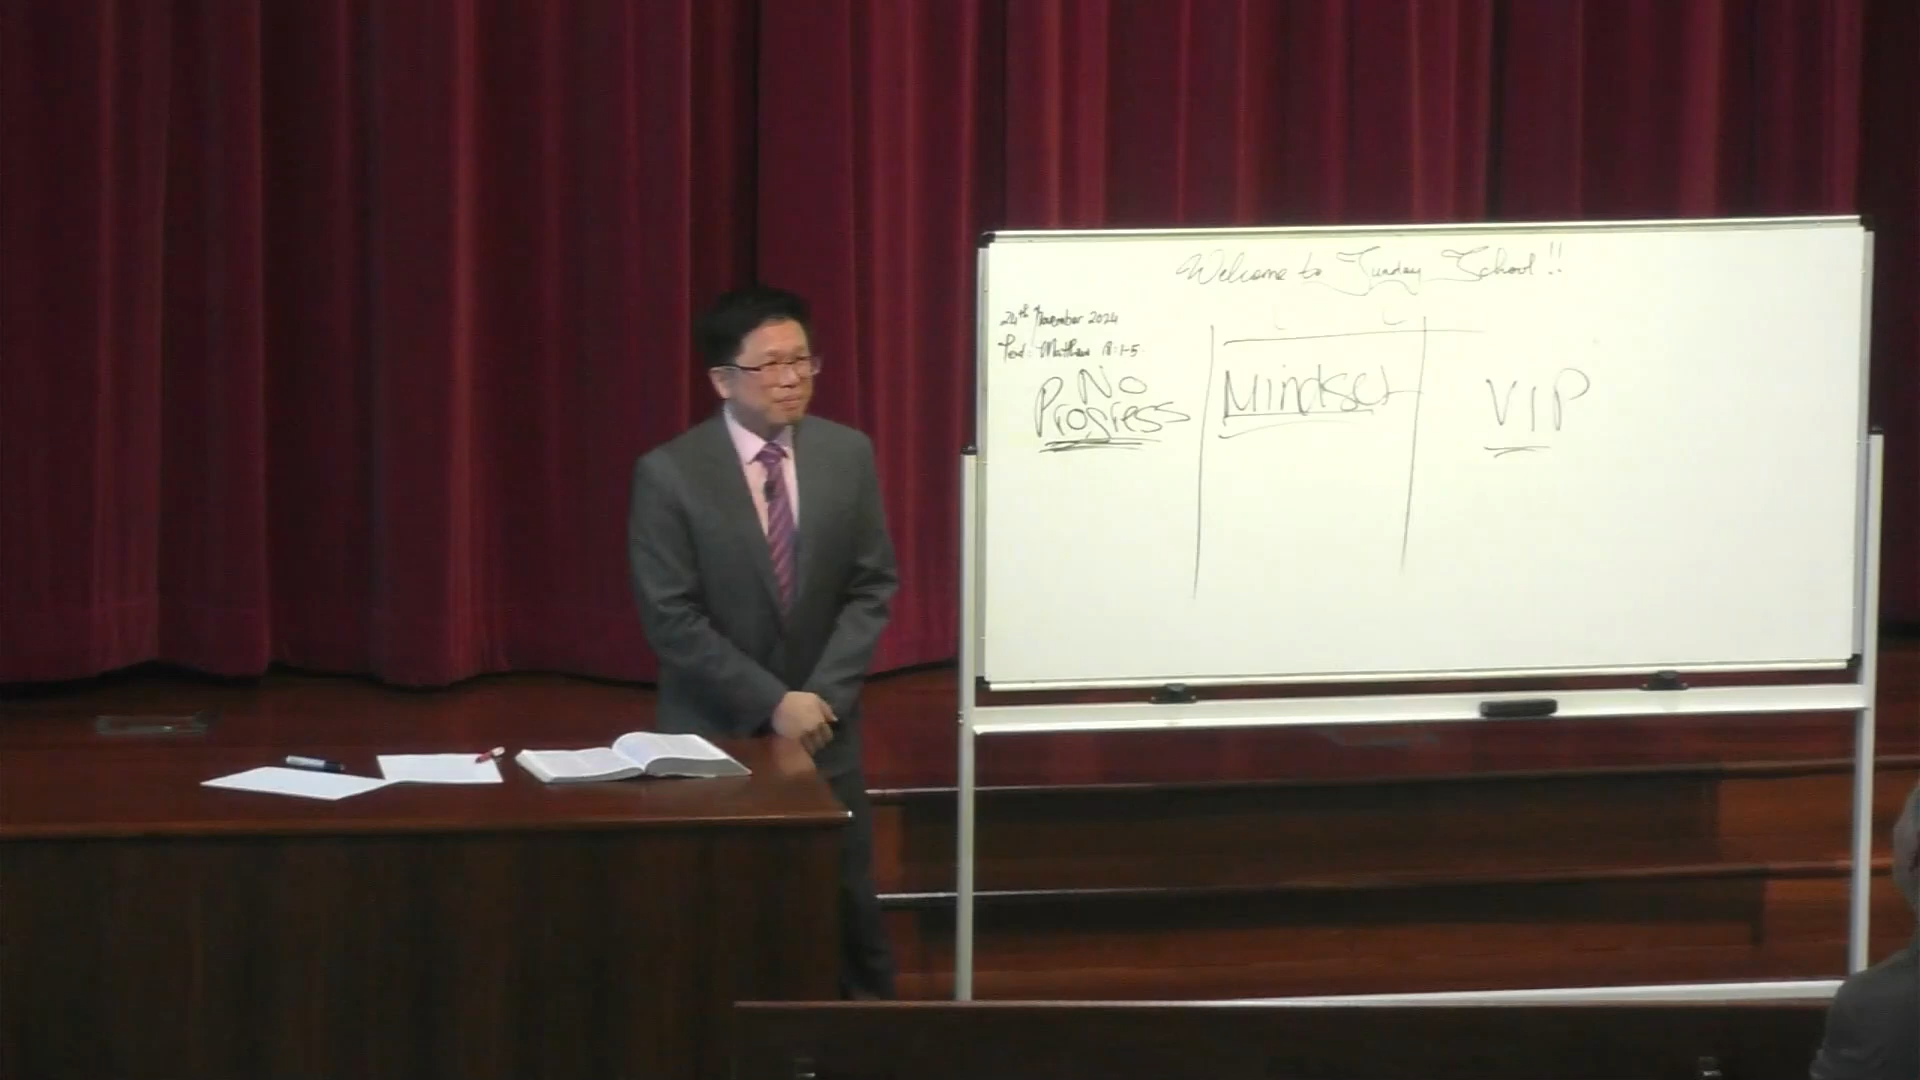 Welcome to Sunday School!!
24th November 2024
Text: Matthew 18:1-5
No
Progress
Mindset
VIP